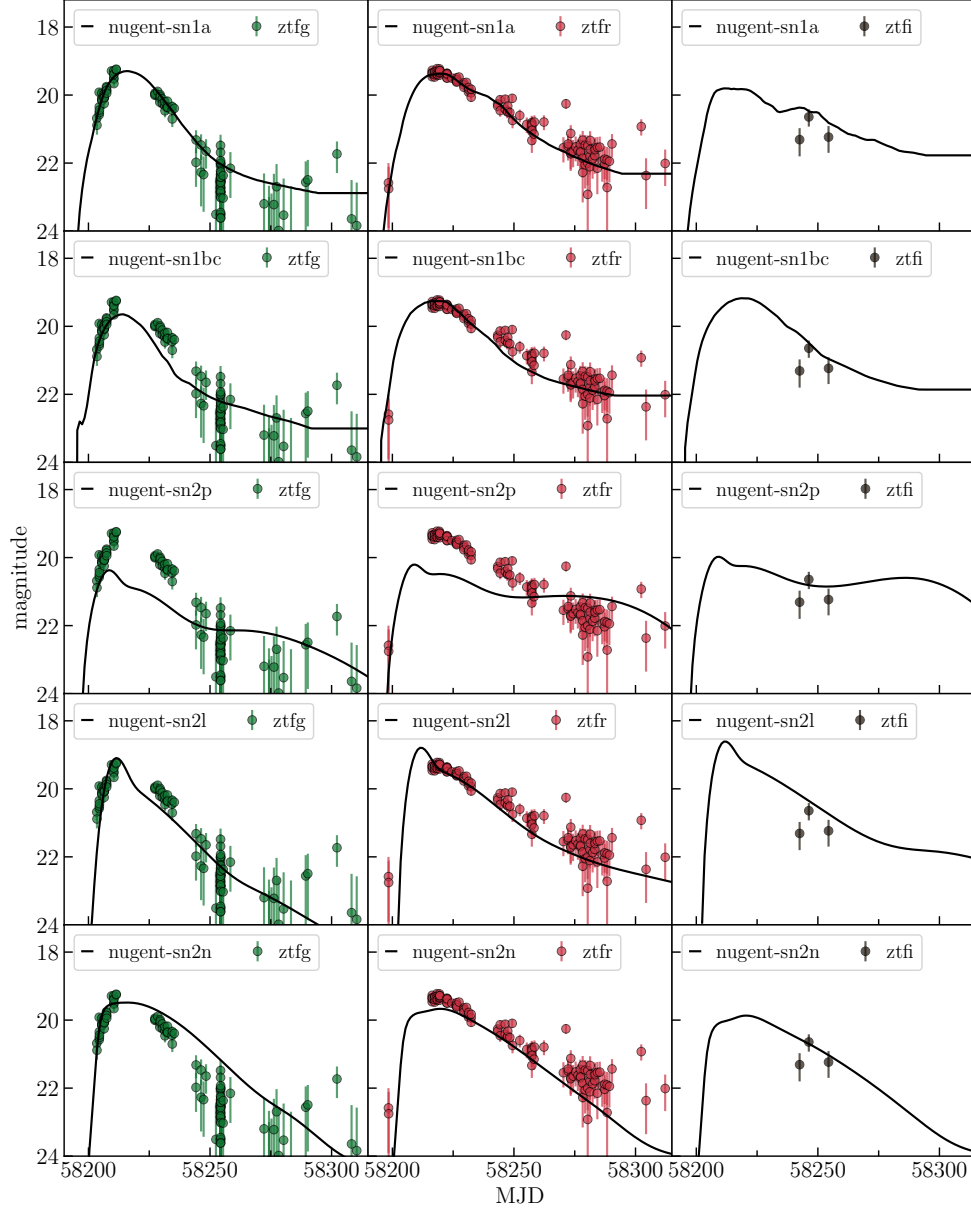 nugent-sn1a ztfg nugent-sn1a ztfr nugent-sn1a ztfi
18
20
22
24
nugent-sn1bc ztfg nugent-sn1bc ztfr nugent-sn1bc ztfi
18
20
22
24
nugent-sn2p ztfg nugent-sn2p ztfr nugent-sn2p ztfi
18
magnitude
20
22
24
nugent-sn2l ztfg nugent-sn2l ztfr nugent-sn2l ztfi
18
20
22
24
nugent-sn2n ztfg nugent-sn2n ztfr nugent-sn2n ztfi
18
20
22
24
58200 58250 58300 58200 58250 58300 58200 58250 58300
MJD